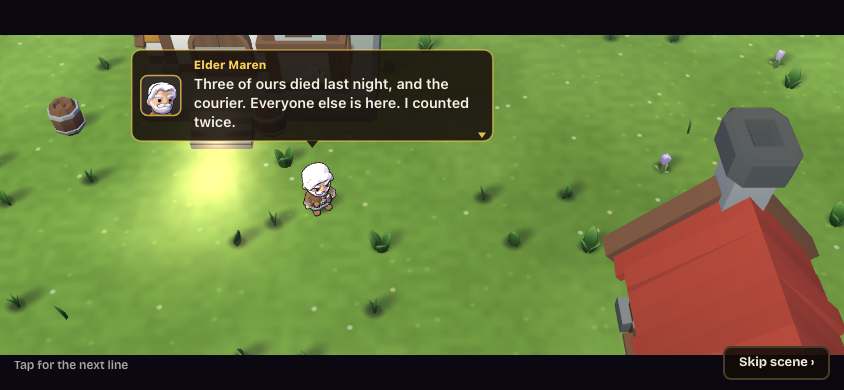 Elder Maren
Three of ours died last night, and the
courier. Everyone else is here. I counted
twice.
Tap for the next line
Skip scene ›